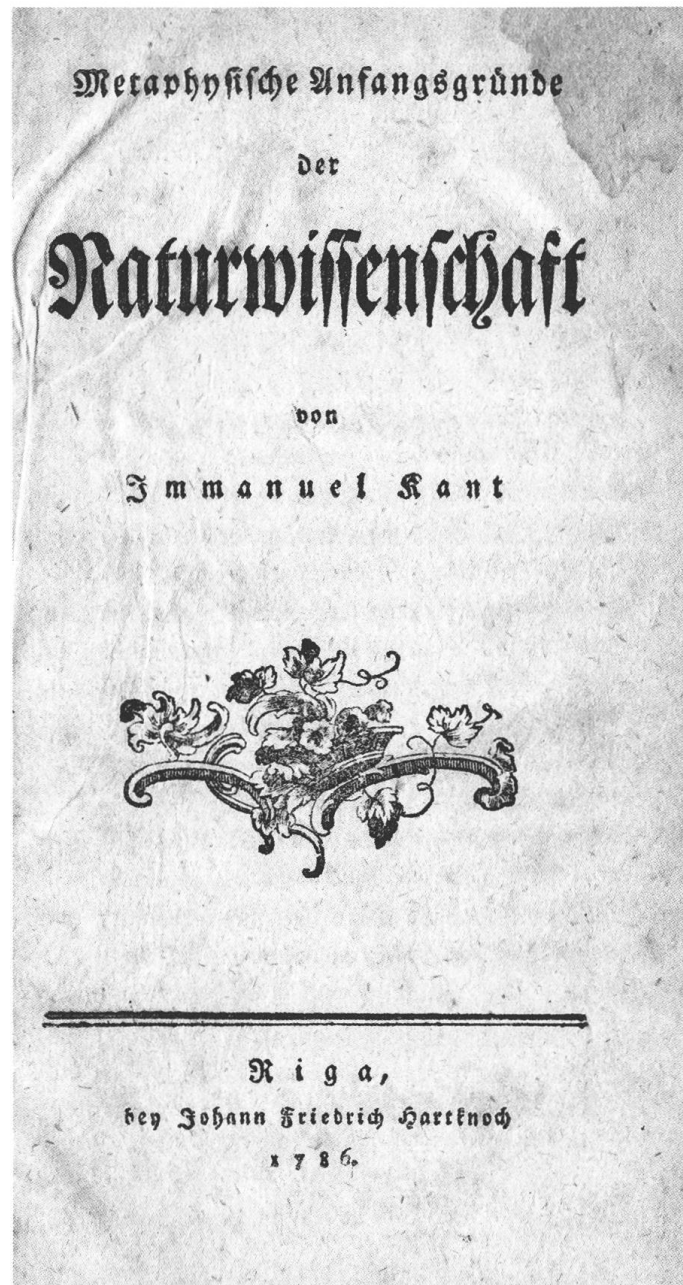 Metaphysische Anfangsgründe
der
Naturwissenschaft
von
Immanuel Kant
Riga,
bey Johann Friedrich Hartknoch
1786.